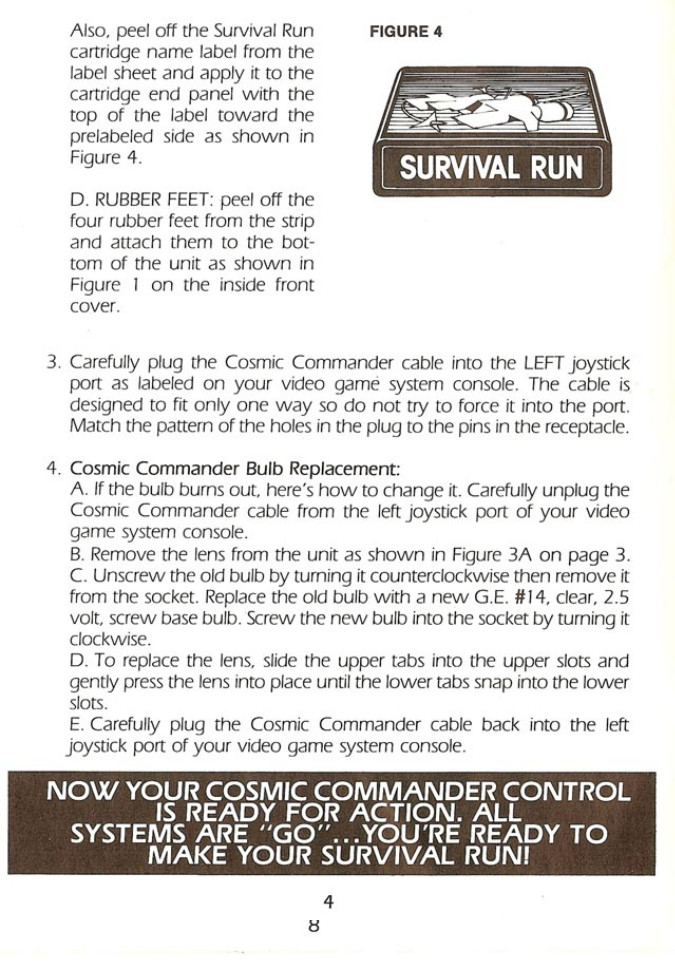 Also, peel off the Survival Run
cartridge name label from the
label sheet and apply it to the
cartridge end panel with the
top of the label toward the
prelabeled side as shown in
Figure 4.
D. RUBBER FEET: peel off the
four rubber feet from the strip
and attach them to the bot-
tom of the unit as shown in
Figure 1 on the inside front
cover.
FIGURE 4
SURVIVAL RUN
3. Carefully plug the Cosmic Commander cable into the LEFT joystick
port as labeled on your video game system console. The cable is
designed to fit only one way so do not try to force it into the port.
Match the pattern of the holes in the plug to the pins in the receptacle.
4. Cosmic Commander Bulb Replacement:
A. If the bulb burns out, here's how to change it. Carefully unplug the
Cosmic Commander cable from the left joystick port of your video
game system console.
B. Remove the lens from the unit as shown in Figure 3A on page 3.
C. Unscrew the old bulb by turning it counterclockwise then remove it
from the socket. Replace the old bulb with a new G.E. #14, clear, 2.5
volt, screw base bulb. Screw the new bulb into the socket by turning it
clockwise.
D. To replace the lens, slide the upper tabs into the upper slots and
gently press the lens into place until the lower tabs snap into the lower
slots.
E. Carefully plug the Cosmic Commander cable back into the left
joystick port of your video game system console.
NOW YOUR COSMIC COMMANDER CONTROL
IS READY FOR ACTION. ALL
SYSTEMS ARE "GO"...YOU'RE READY TO
MAKE YOUR SURVIVAL RUN!
4
8